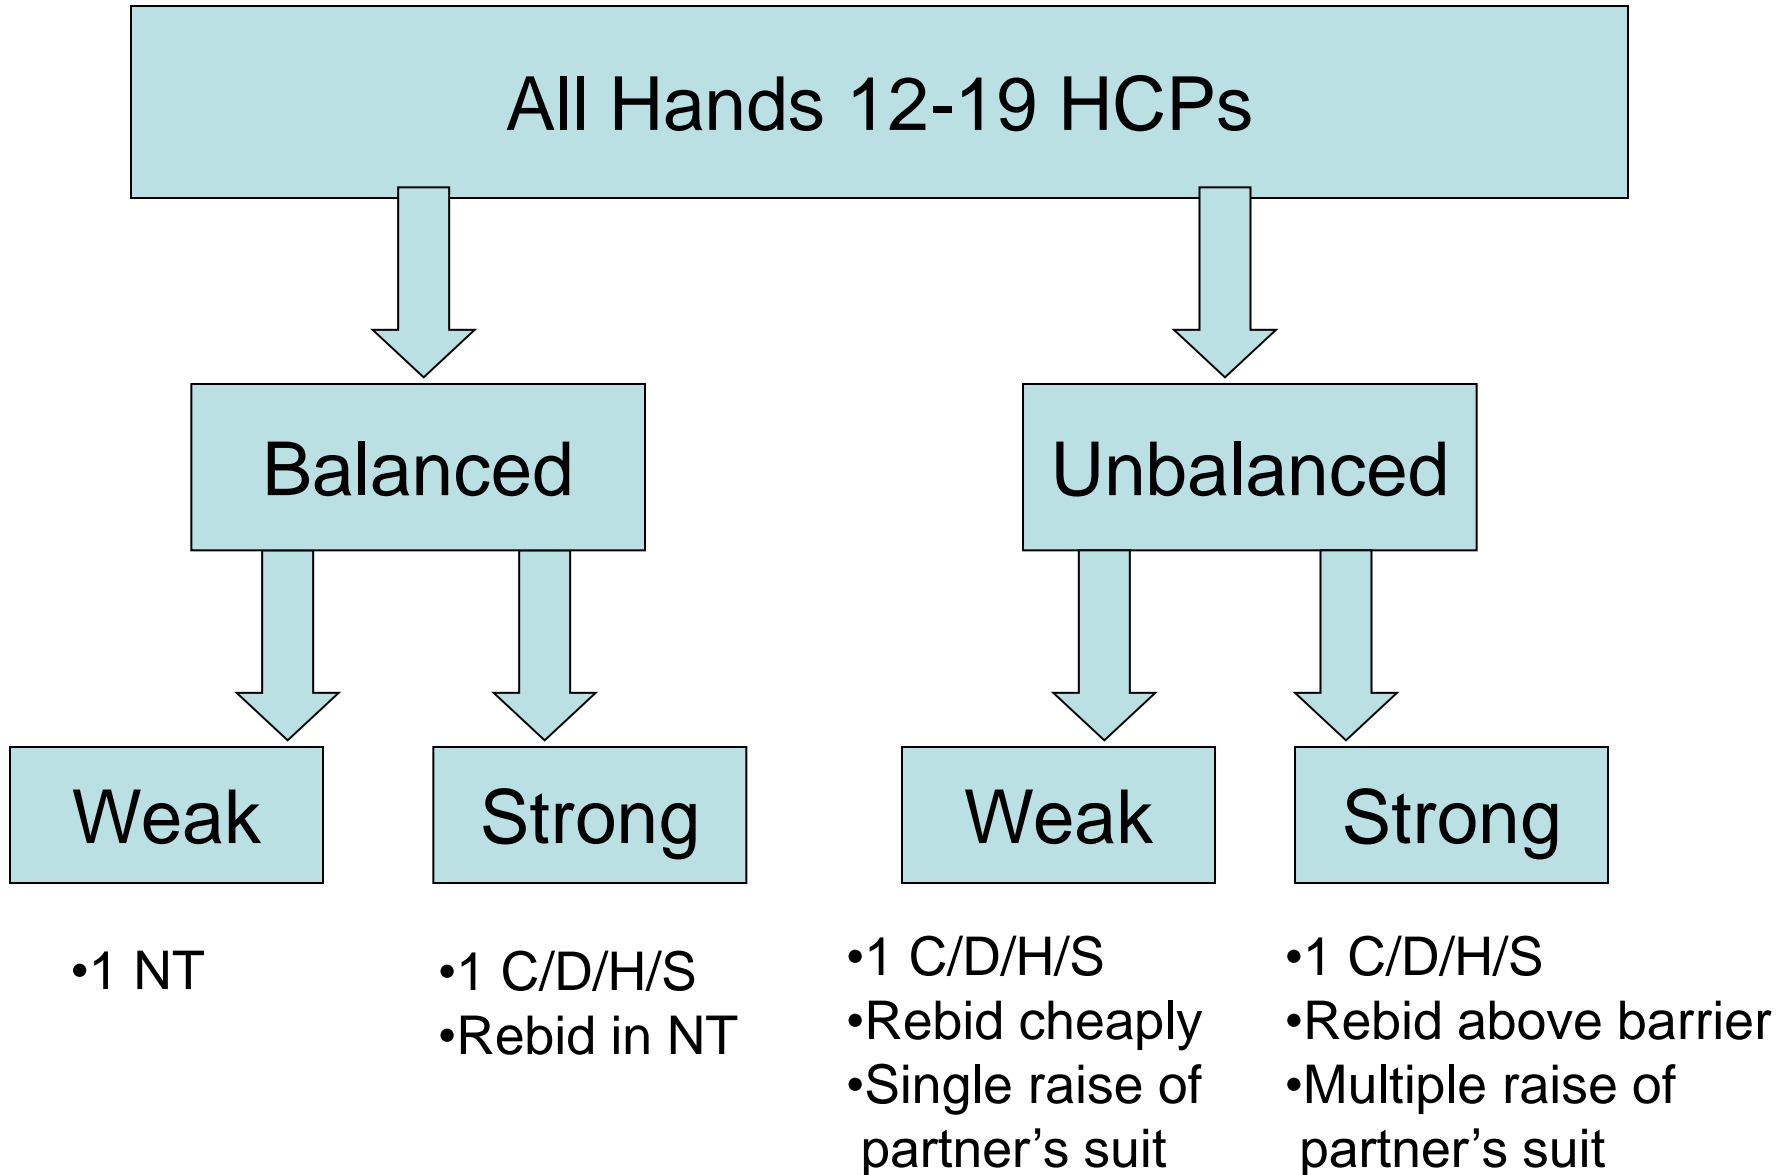 All Hands 12-19 HCPs
Balanced
Unbalanced
Weak
Strong
Weak
Strong
•1 NT
•1 C/D/H/S
•Rebid in NT
•1 C/D/H/S
•Rebid cheaply
•Single raise of
partner’s suit
•1 C/D/H/S
•Rebid above barrier
•Multiple raise of
partner’s suit